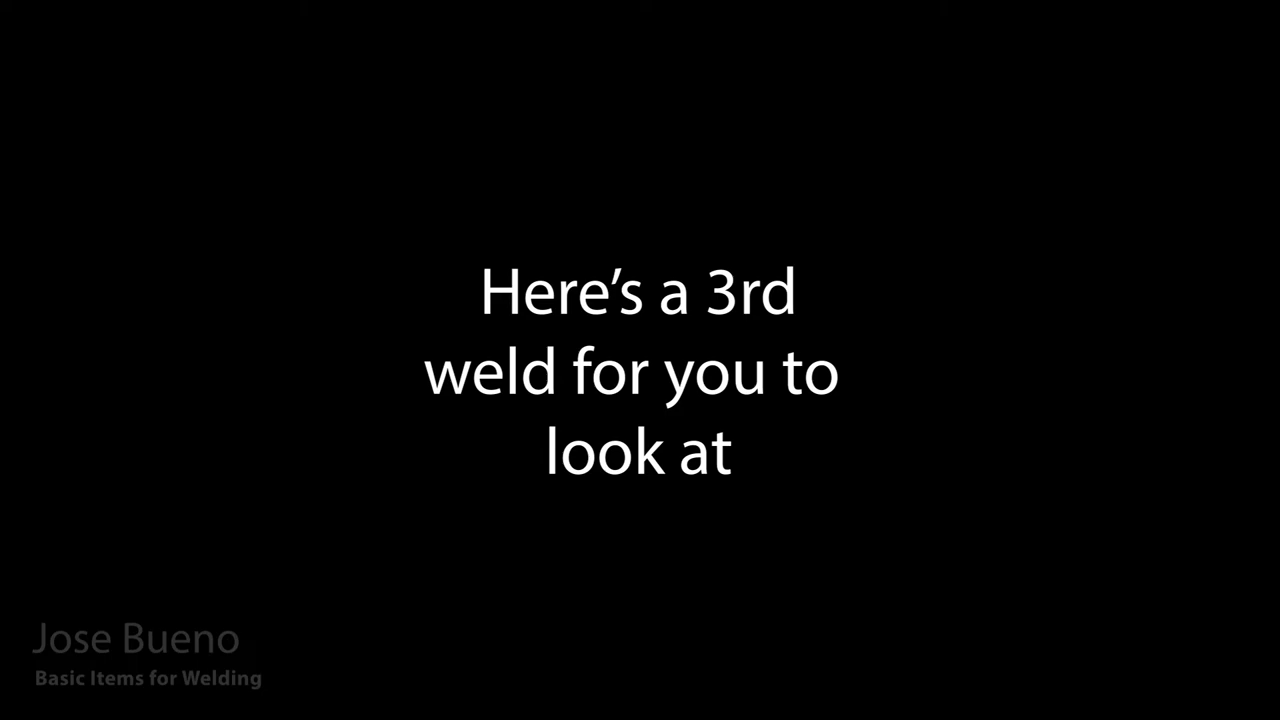 Here’s a 3rd
weld for you to
look at
Jose Bueno
Basic Items for Welding